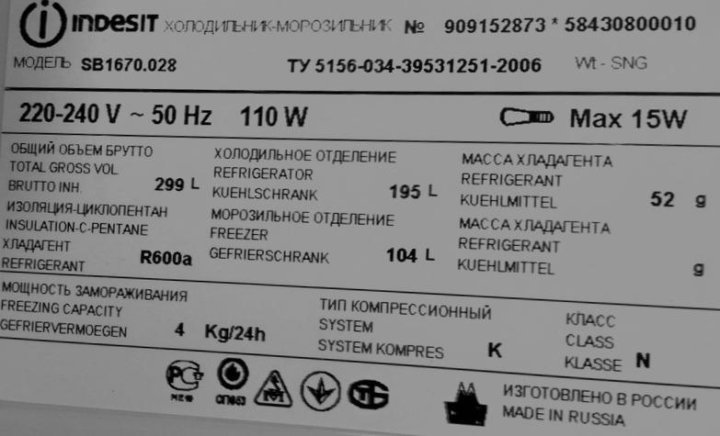 INDESIT ХОЛОДИЛЬНИК-МОРОЗИЛЬНИК № 909152873 * 58430800010
МОДЕЛЬ SB1670.028 ТУ 5156-034-39531251-2006 Wt - SNG
220-240 V ~ 50 Hz 110 W Max 15W
ОБЩИЙ ОБЪЕМ БРУТТО
TOTAL GROSS VOL
BRUTTO INH. 299 L
ХОЛОДИЛЬНОЕ ОТДЕЛЕНИЕ
REFRIGERATOR
KUEHLSCHRANK 195 L
МАССА ХЛАДАГЕНТА
REFRIGERANT
KUEHLMITTEL 52 g
ИЗОЛЯЦИЯ-ЦИКЛОПЕНТАН
INSULATION-C-PENTANE
ХЛАДАГЕНТ
REFRIGERANT R600a
МОРОЗИЛЬНОЕ ОТДЕЛЕНИЕ
FREEZER
GEFRIERSCHRANK 104 L
МАССА ХЛАДАГЕНТА
REFRIGERANT
KUEHLMITTEL g
МОЩНОСТЬ ЗАМОРАЖИВАНИЯ
FREEZING CAPACITY
GEFRIERVERMOEGEN 4 Kg/24h
ТИП КОМПРЕССИОННЫЙ
SYSTEM
SYSTEM KOMPRES K
КЛАСС
CLASS
KLASSE N
ИЗГОТОВЛЕНО В РОССИИ
MADE IN RUSSIA